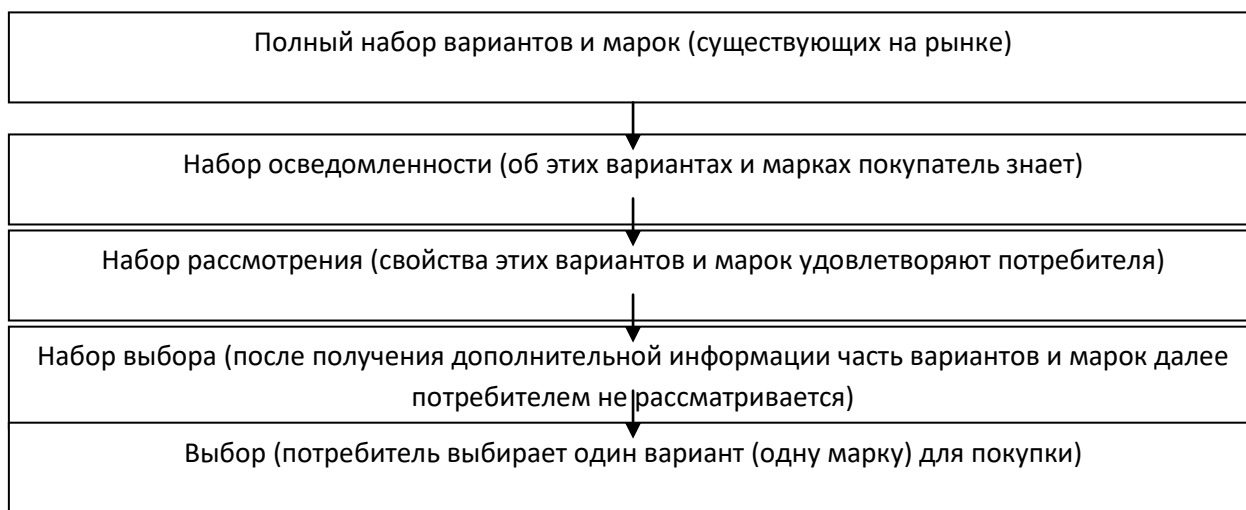 Полный набор вариантов и марок (существующих на рынке)
Набор осведомленности (об этих вариантах и марках покупатель знает)
Набор рассмотрения (свойства этих вариантов и марок удовлетворяют потребителя)
Набор выбора (после получения дополнительной информации часть вариантов и марок далее
потребителем не рассматривается)
Выбор (потребитель выбирает один вариант (одну марку) для покупки)